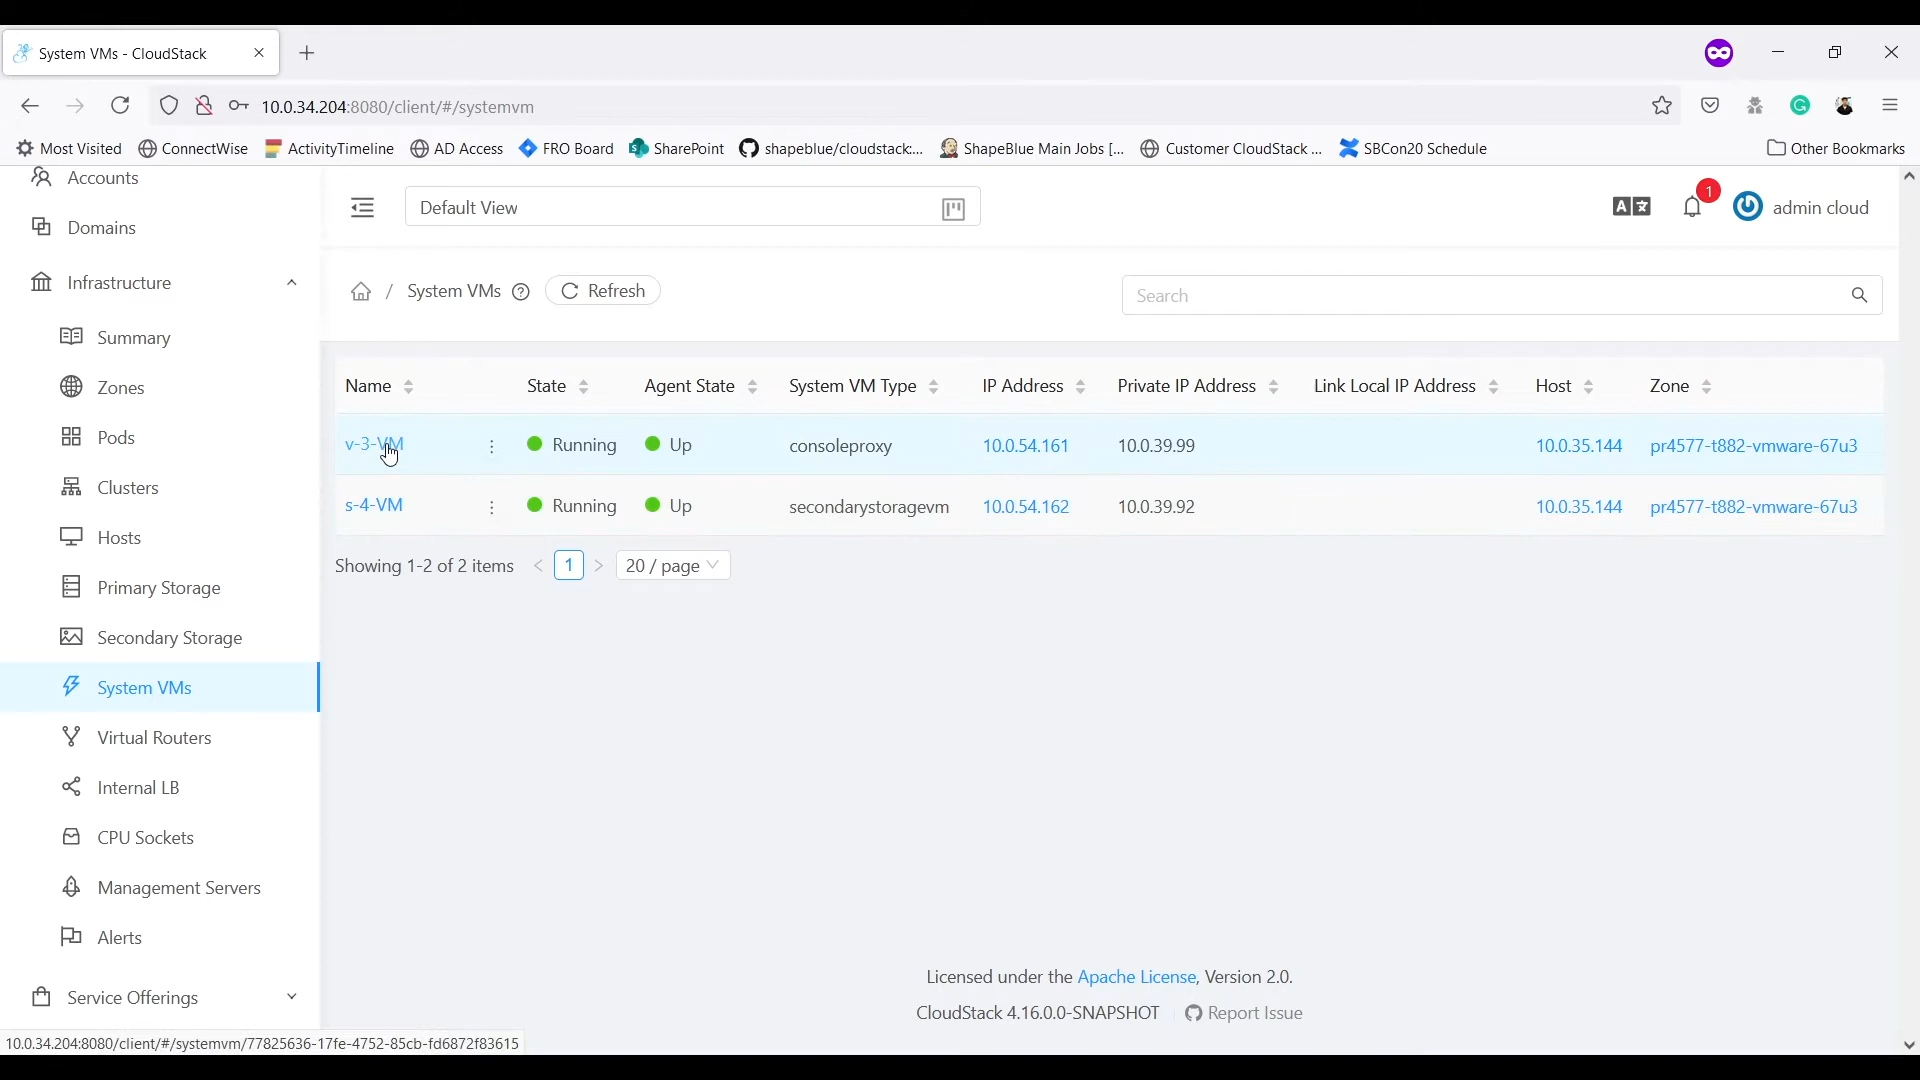 System VMs - CloudStack
10.0.34.204:8080/client/#/systemvm
Most Visited ConnectWise ActivityTimeline AD Access FRO Board SharePoint shapeblue/cloudstack:... ShapeBlue Main Jobs [... Customer CloudStack ... SBCon20 Schedule Other Bookmarks
Accounts
Domains
Infrastructure
Summary
Zones
Pods
Clusters
Hosts
Primary Storage
Secondary Storage
System VMs
Virtual Routers
Internal LB
CPU Sockets
Management Servers
Alerts
Service Offerings
Default View
1
admin cloud
/ System VMs Refresh
Search
Name State Agent State System VM Type IP Address Private IP Address Link Local IP Address Host Zone
v-3-VM Running Up consoleproxy 10.0.54.161 10.0.39.99 10.0.35.144 pr4577-t882-vmware-67u3
s-4-VM Running Up secondarystoragevm 10.0.54.162 10.0.39.92 10.0.35.144 pr4577-t882-vmware-67u3
Showing 1-2 of 2 items < 1 > 20 / page
Licensed under the Apache License, Version 2.0.
CloudStack 4.16.0.0-SNAPSHOT Report Issue
10.0.34.204:8080/client/#/systemvm/77825636-17fe-4752-85cb-fd6872f83615